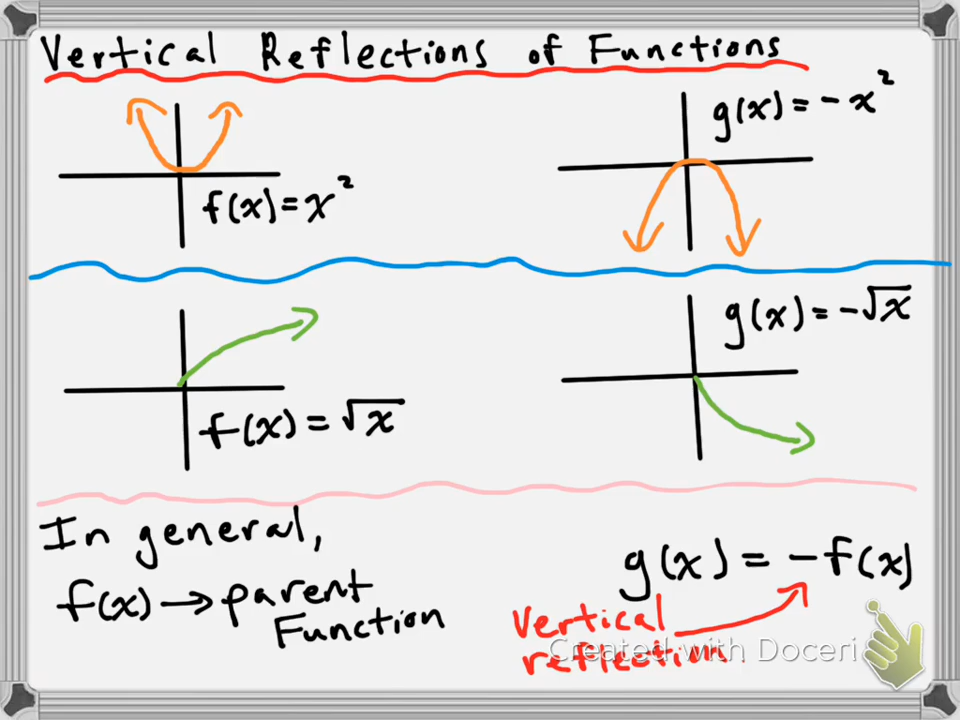 Vertical Reflections of Functions
f(x)=x²
g(x)=-x²
f(x)=√x
g(x)=-√x
In general,
f(x)→parent
Function
g(x)=-f(x)
Vertical
reflection.
Created with Doceri